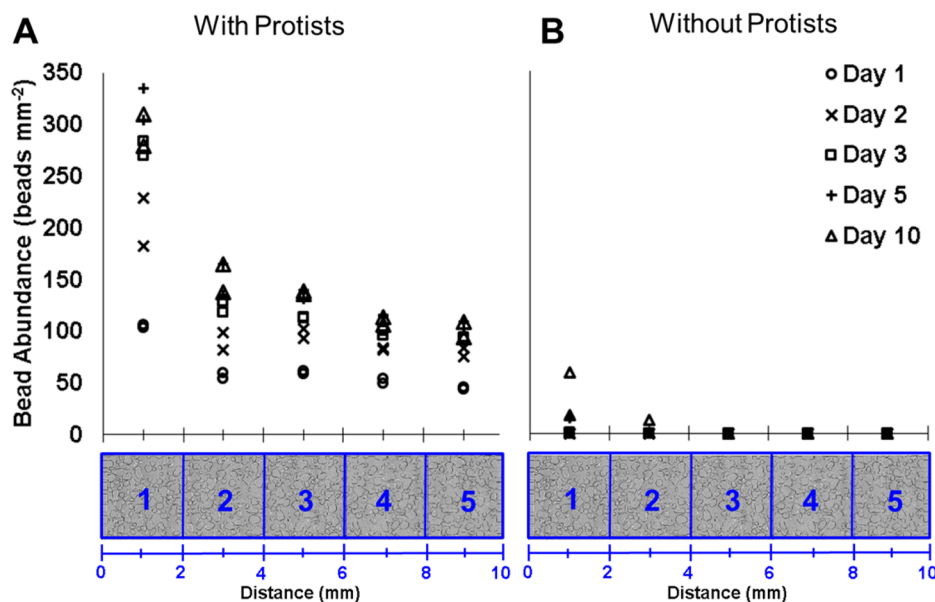 A With Protists
B Without Protists
Bead Abundance (beads mm-2)
350
300
250
200
150
100
50
0
Day 1
Day 2
Day 3
Day 5
Day 10
1 2 3 4 5
1 2 3 4 5
0 2 4 6 8 10
0 2 4 6 8 10
Distance (mm)
Distance (mm)